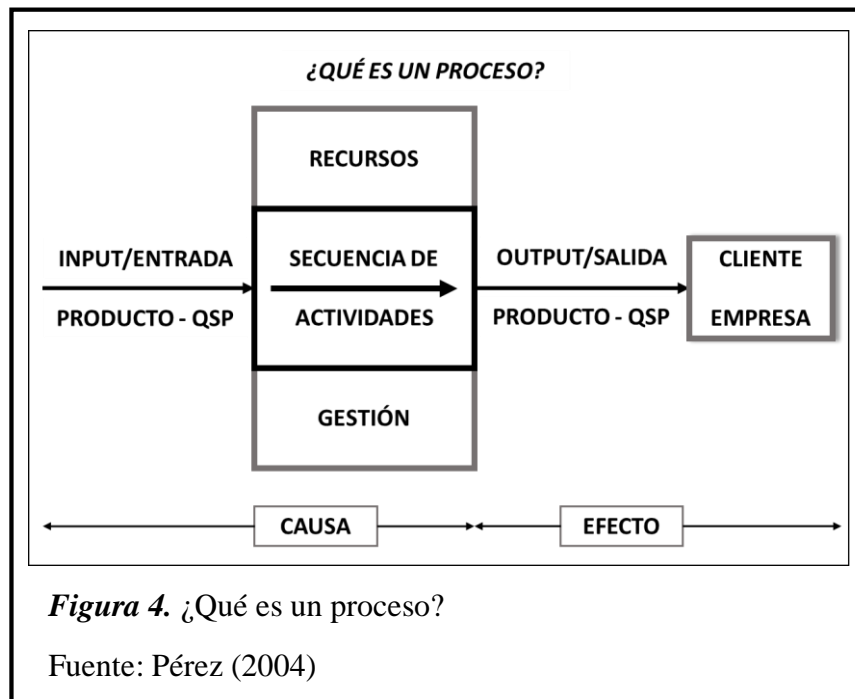 ¿QUÉ ES UN PROCESO?
RECURSOS
INPUT/ENTRADA
PRODUCTO - QSP
SECUENCIA DE
ACTIVIDADES
OUTPUT/SALIDA
PRODUCTO - QSP
CLIENTE
EMPRESA
GESTIÓN
CAUSA
EFECTO
Figura 4. ¿Qué es un proceso?
Fuente: Pérez (2004)